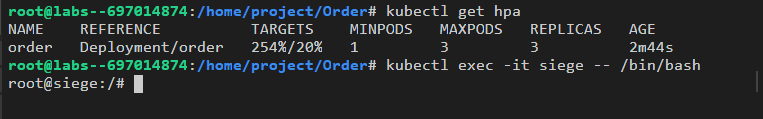 root@labs--697014874:/home/project/Order# kubectl get hpa
NAME REFERENCE TARGETS MINPODS MAXPODS REPLICAS AGE
order Deployment/order 254%/20% 1 3 3 2m44s
root@labs--697014874:/home/project/Order# kubectl exec -it siege -- /bin/bash
root@siege:/#